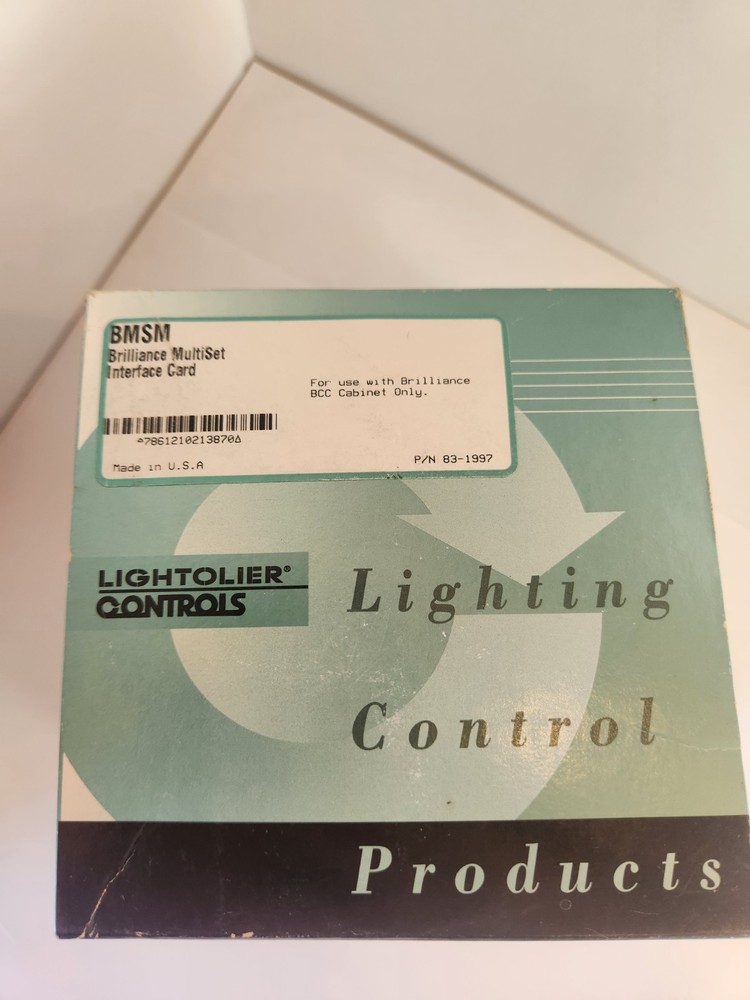 BMSM
Brilliance MultiSet
Interface Card
For use with Brilliance
BCC Cabinet Only.
*7861210213870∆
Made in U.S.A
P/N 83-1997
LIGHTOLIER®
CONTROLS
Lighting
Control
Products